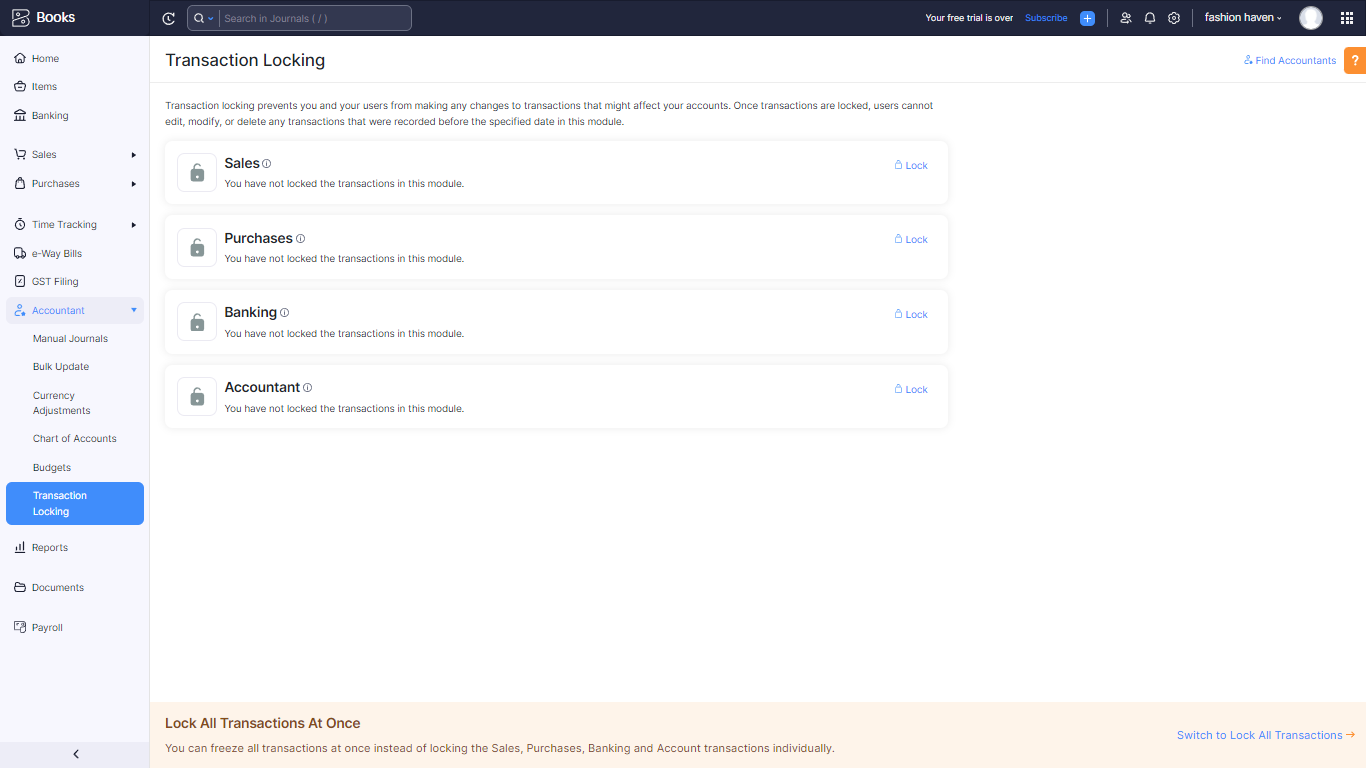 Books
Search in Journals ( / )
Your free trial is over
Subscribe
fashion haven
Home
Items
Banking
Sales
Purchases
Time Tracking
e-Way Bills
GST Filing
Accountant
Manual Journals
Bulk Update
Currency
Adjustments
Chart of Accounts
Budgets
Transaction
Locking
Reports
Documents
Payroll
Transaction Locking
Find Accountants
?
Transaction locking prevents you and your users from making any changes to transactions that might affect your accounts. Once transactions are locked, users cannot
edit, modify, or delete any transactions that were recorded before the specified date in this module.
Sales
Lock
You have not locked the transactions in this module.
Purchases
Lock
You have not locked the transactions in this module.
Banking
Lock
You have not locked the transactions in this module.
Accountant
Lock
You have not locked the transactions in this module.
Lock All Transactions At Once
You can freeze all transactions at once instead of locking the Sales, Purchases, Banking and Account transactions individually.
Switch to Lock All Transactions